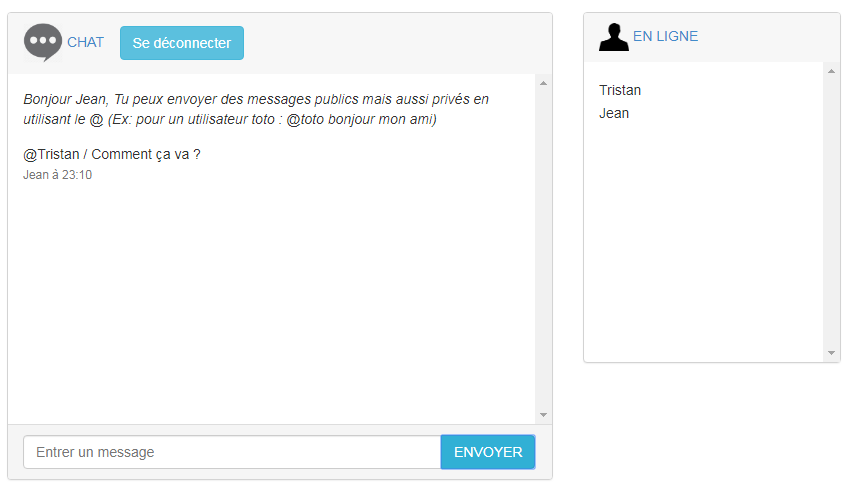 CHAT
Se déconnecter
Bonjour Jean, Tu peux envoyer des messages publics mais aussi privés en
utilisant le @ (Ex: pour un utilisateur toto : @toto bonjour mon ami)
@Tristan / Comment ça va ?
Jean à 23:10
Entrer un message
ENVOYER
EN LIGNE
Tristan
Jean